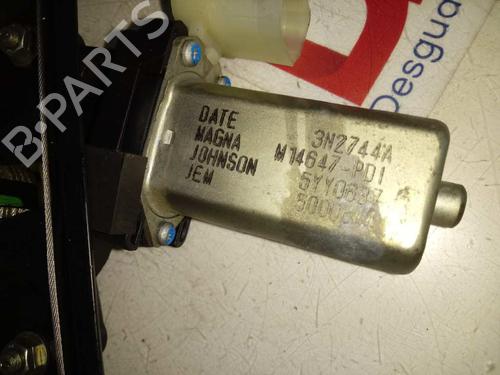 DATE 3N2744A
MAGNA M14647-PD1
JOHNSON
JEM
B-PARTS
Desgua